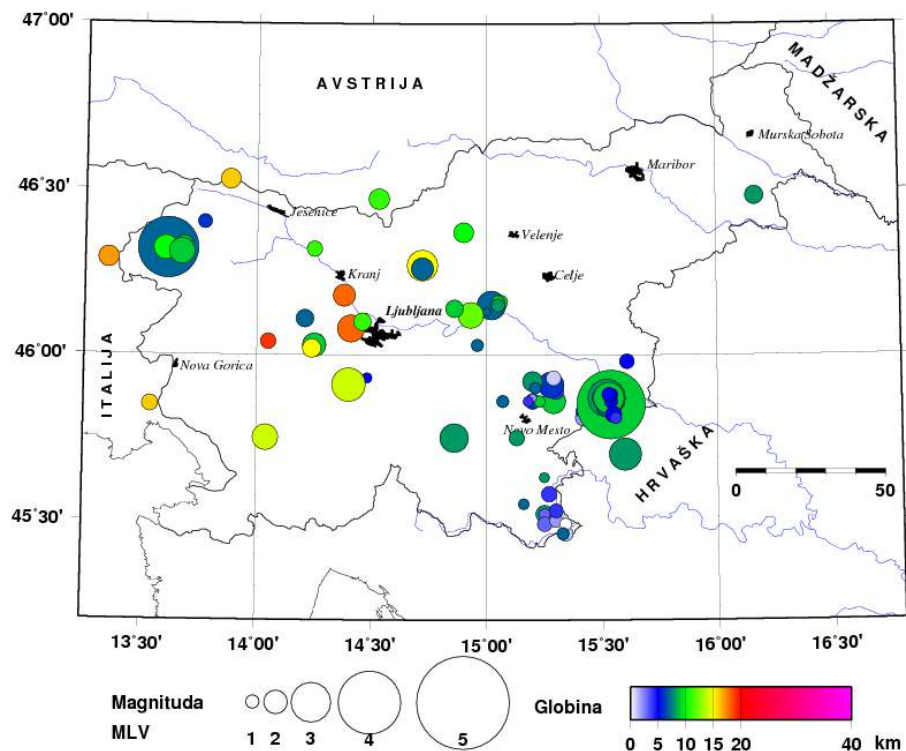 47°00'
46°30'
46°00'
45°30'
AVSTRIJA
MADŽARSKA
Murska Sobota
Maribor
Jesenice
Velenje
Kranj
Celje
Ljubljana
ITALIJA
Nova Gorica
Novo Mesto
HRVAŠKA
0 50
13°30' 14°00' 14°30' 15°00' 15°30' 16°00' 16°30'
Magnituda
MLV
1 2 3 4 5
Globina
0 5 10 15 20 40 km